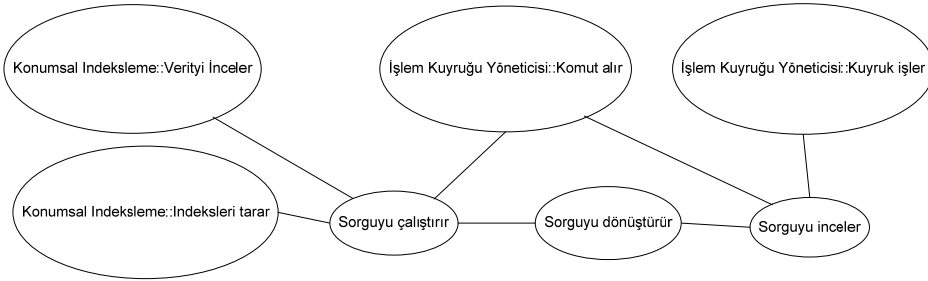 Konumsal Indeksleme::Verityi İnceler
İşlem Kuyruğu Yöneticisi::Komut alır
İşlem Kuyruğu Yöneticisi::Kuyruk işler
Konumsal Indeksleme::Indeksleri tarar
Sorguyu çalıştırır
Sorguyu dönüştürür
Sorguyu inceler